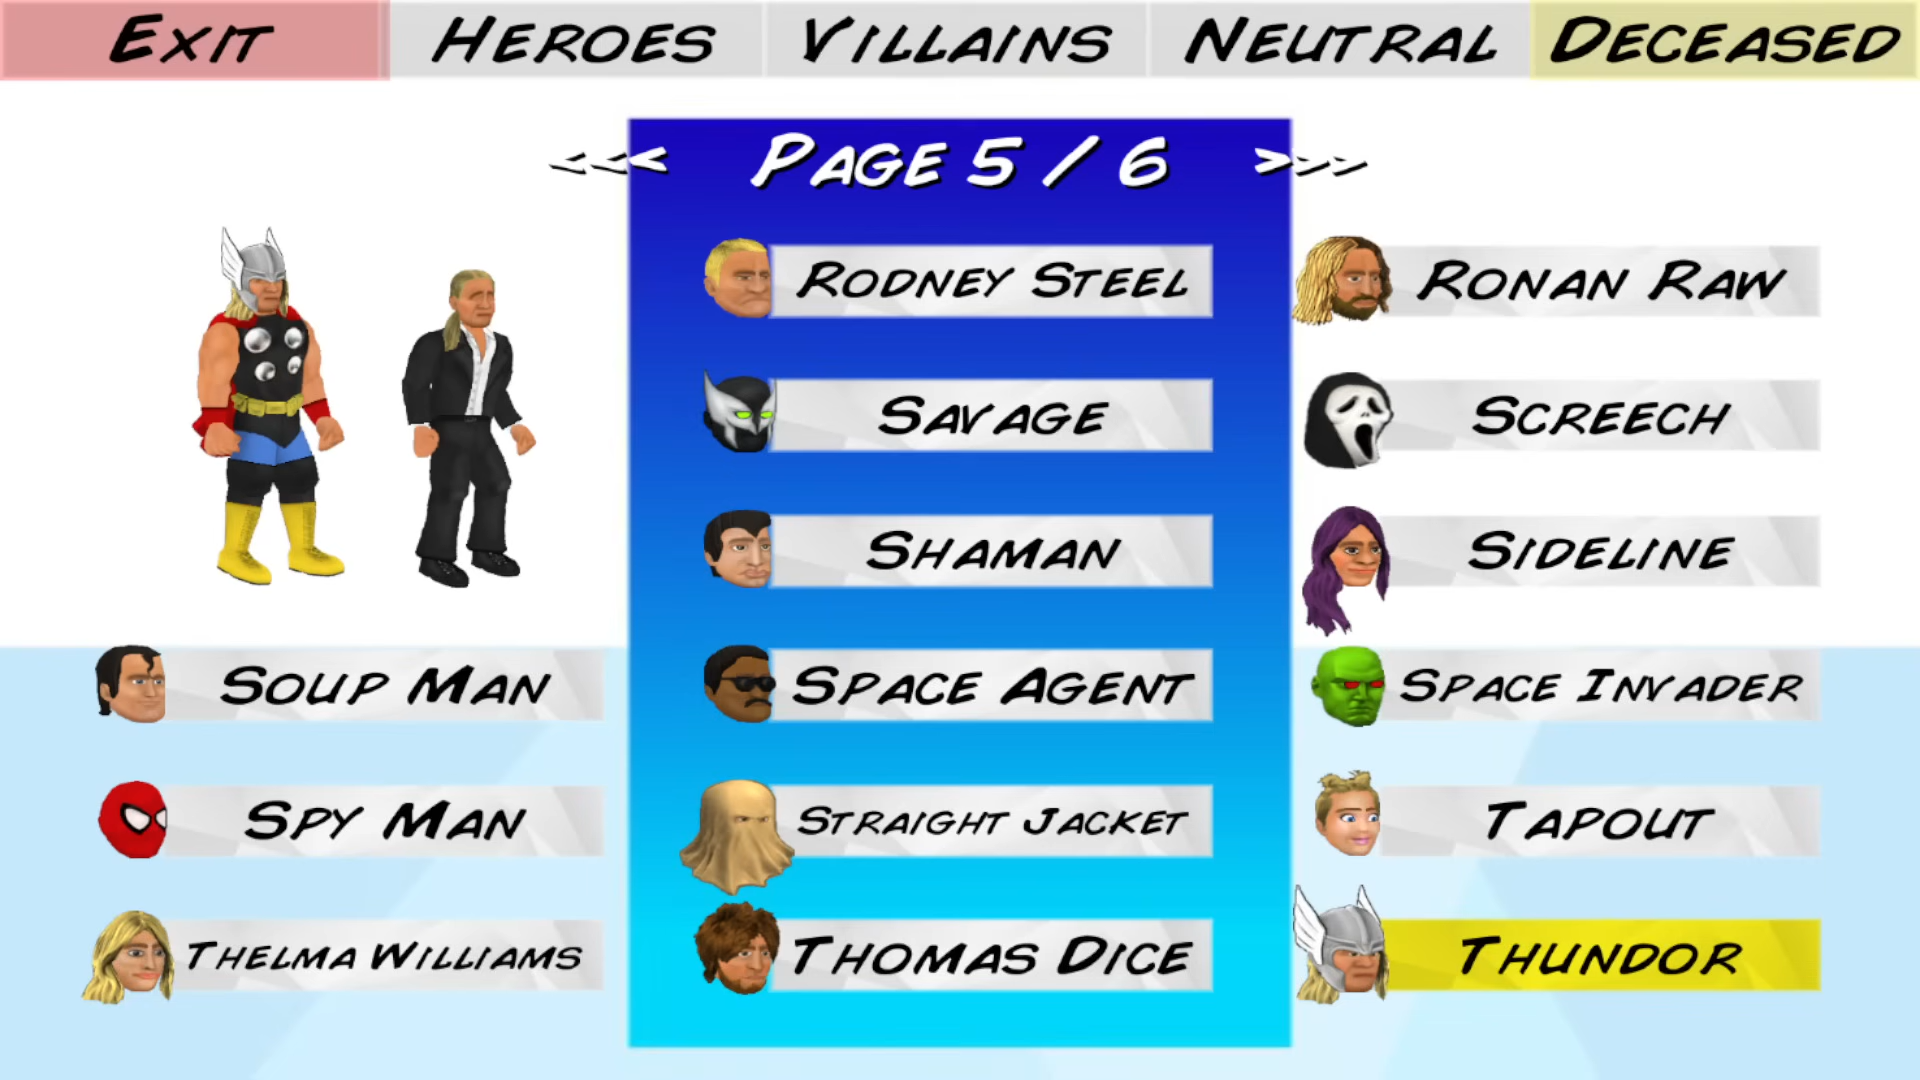 EXIT HEROES VILLAINS NEUTRAL DECEASED
<<< PAGE 5 / 6 >>>
RODNEY STEEL RONAN RAW
SAVAGE SCREECH
SHAMAN SIDELINE
SOUP MAN SPACE AGENT SPACE INVADER
SPY MAN STRAIGHT JACKET TAPOUT
THELMA WILLIAMS THOMAS DICE THUNDOR